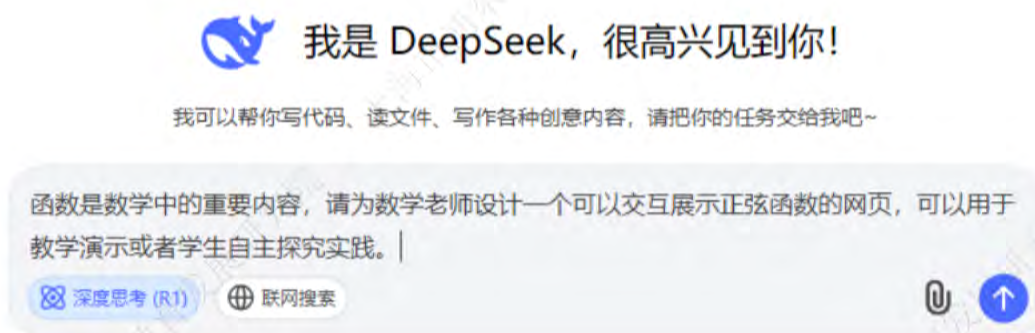 我是 DeepSeek，很高兴见到你！
我可以帮你写代码、读文件、写作各种创意内容，请把你的任务交给我吧~
函数是数学中的重要内容，请为数学老师设计一个可以交互展示正弦函数的网页，可以用于
教学演示或者学生自主探究实践。
深度思考 (R1) 联网搜索